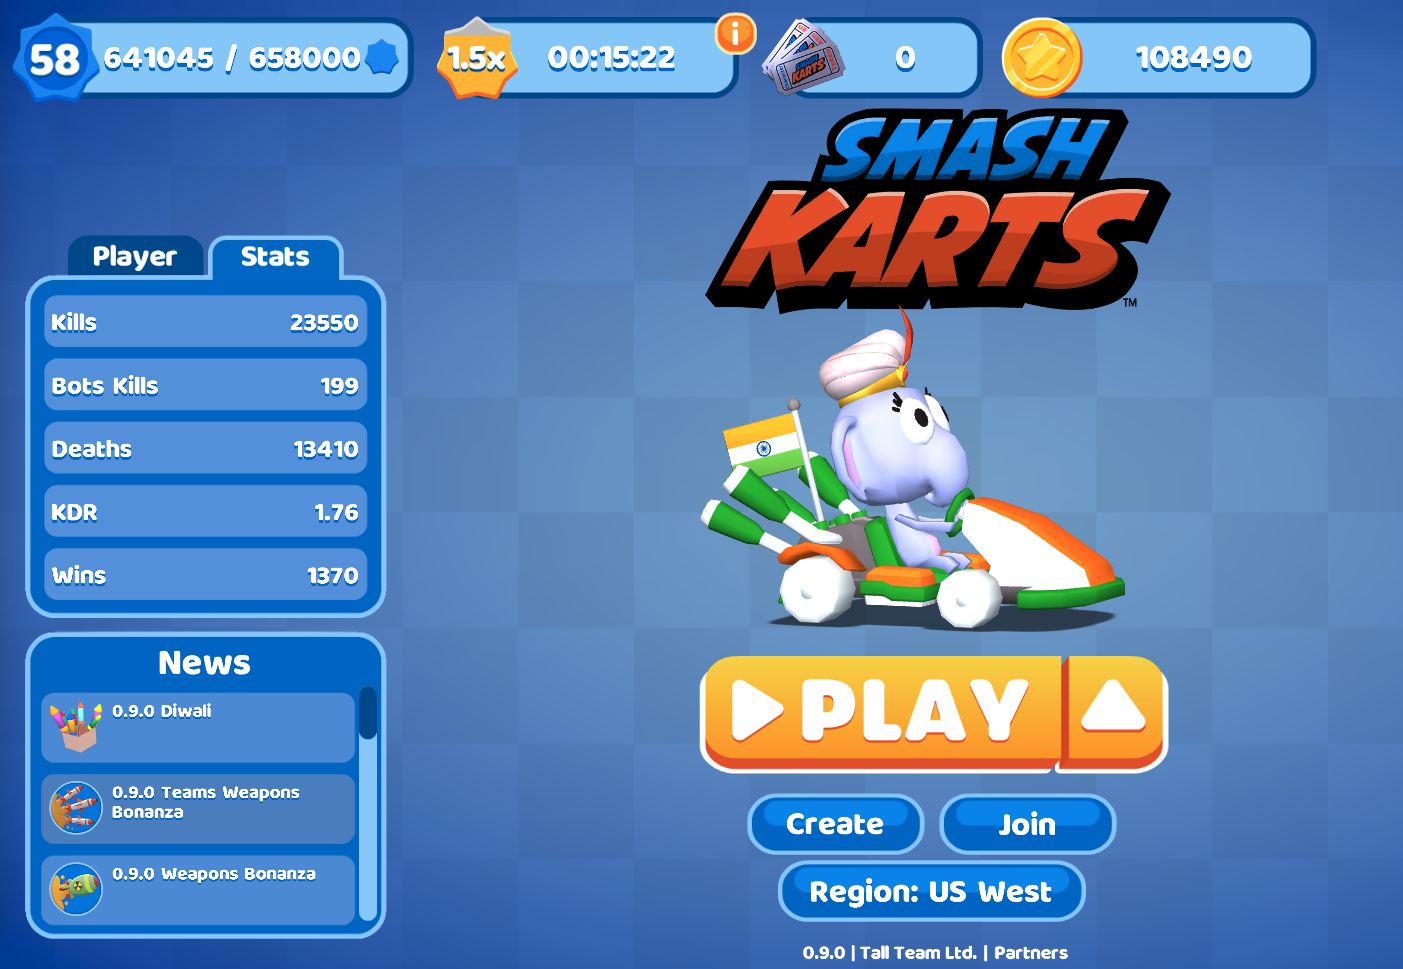 58
641045 / 658000
1.5x
00:15:22
i
0
108490
SMASH
KARTS
KARTS™
Player
Stats
Kills 23550
Bots Kills 199
Deaths 13410
KDR 1.76
Wins 1370
News
0.9.0 Diwali
0.9.0 Teams Weapons
Bonanza
0.9.0 Weapons Bonanza
PLAY
Create
Join
Region: US West
0.9.0 | Tall Team Ltd. | Partners